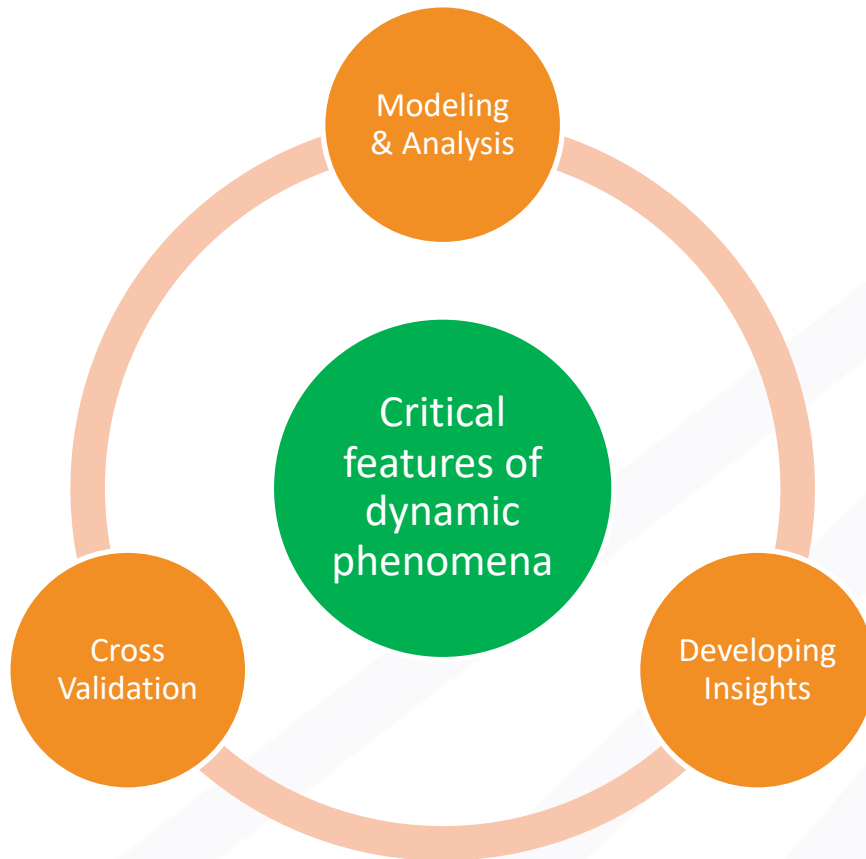 Modeling
& Analysis
Critical
features of
dynamic
phenomena
Cross
Validation
Developing
Insights